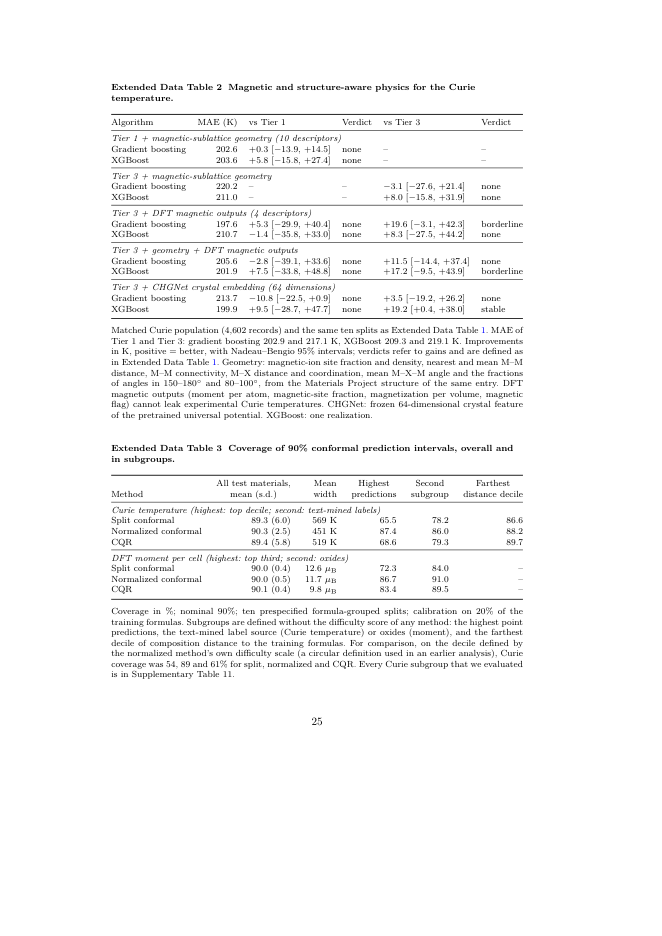 Extended Data Table 2 Magnetic and structure-aware physics for the Curie
temperature.
Algorithm MAE (K) vs Tier 1 Verdict vs Tier 3 Verdict
Tier 1 + magnetic-sublattice geometry (10 descriptors)
Gradient boosting 202.6 +0.3 [−13.9, +14.5] none – –
XGBoost 203.6 +5.8 [−15.8, +27.4] none – –
Tier 3 + magnetic-sublattice geometry
Gradient boosting 220.2 – – −3.1 [−27.6, +21.4] none
XGBoost 211.0 – – +8.0 [−15.8, +31.9] none
Tier 3 + DFT magnetic outputs (4 descriptors)
Gradient boosting 197.6 +5.3 [−29.9, +40.4] none +19.6 [−3.1, +42.3] borderline
XGBoost 210.7 −1.4 [−35.8, +33.0] none +8.3 [−27.5, +44.2] none
Tier 3 + geometry + DFT magnetic outputs
Gradient boosting 205.6 −2.8 [−39.1, +33.6] none +11.5 [−14.4, +37.4] none
XGBoost 201.9 +7.5 [−33.8, +48.8] none +17.2 [−9.5, +43.9] borderline
Tier 3 + CHGNet crystal embedding (64 dimensions)
Gradient boosting 213.7 −10.8 [−22.5, +0.9] none +3.5 [−19.2, +26.2] none
XGBoost 199.9 +9.5 [−28.7, +47.7] none +19.2 [+0.4, +38.0] stable
Matched Curie population (4,602 records) and the same ten splits as Extended Data Table 1. MAE of
Tier 1 and Tier 3: gradient boosting 202.9 and 217.1 K, XGBoost 209.3 and 219.1 K. Improvements
in K, positive = better, with Nadeau–Bengio 95% intervals; verdicts refer to gains and are defined as
in Extended Data Table 1. Geometry: magnetic-ion site fraction and density, nearest and mean M–M
distance, M–M connectivity, M–X distance and coordination, mean M–X–M angle and the fractions
of angles in 150–180° and 80–100°, from the Materials Project structure of the same entry. DFT
magnetic outputs (moment per atom, magnetic-site fraction, magnetization per volume, magnetic
flag) cannot leak experimental Curie temperatures. CHGNet: frozen 64-dimensional crystal feature
of the pretrained universal potential. XGBoost: one realization.
Extended Data Table 3 Coverage of 90% conformal prediction intervals, overall and
in subgroups.
All test materials, Mean Highest Second Farthest
Method mean (s.d.) width predictions subgroup distance decile
Curie temperature (highest: top decile; second: text-mined labels)
Split conformal 89.3 (6.0) 569 K 65.5 78.2 86.6
Normalized conformal 90.3 (2.5) 451 K 87.4 86.0 88.2
CQR 89.4 (5.8) 519 K 68.6 79.3 89.7
DFT moment per cell (highest: top third; second: oxides)
Split conformal 90.0 (0.4) 12.6 μB 72.3 84.0 –
Normalized conformal 90.0 (0.5) 11.7 μB 86.7 91.0 –
CQR 90.1 (0.4) 9.8 μB 83.4 89.5 –
Coverage in %; nominal 90%; ten prespecified formula-grouped splits; calibration on 20% of the
training formulas. Subgroups are defined without the difficulty score of any method: the highest point
predictions, the text-mined label source (Curie temperature) or oxides (moment), and the farthest
decile of composition distance to the training formulas. For comparison, on the decile defined by
the normalized method's own difficulty scale (a circular definition used in an earlier analysis), Curie
coverage was 54, 89 and 61% for split, normalized and CQR. Every Curie subgroup that we evaluated
is in Supplementary Table 11.
25